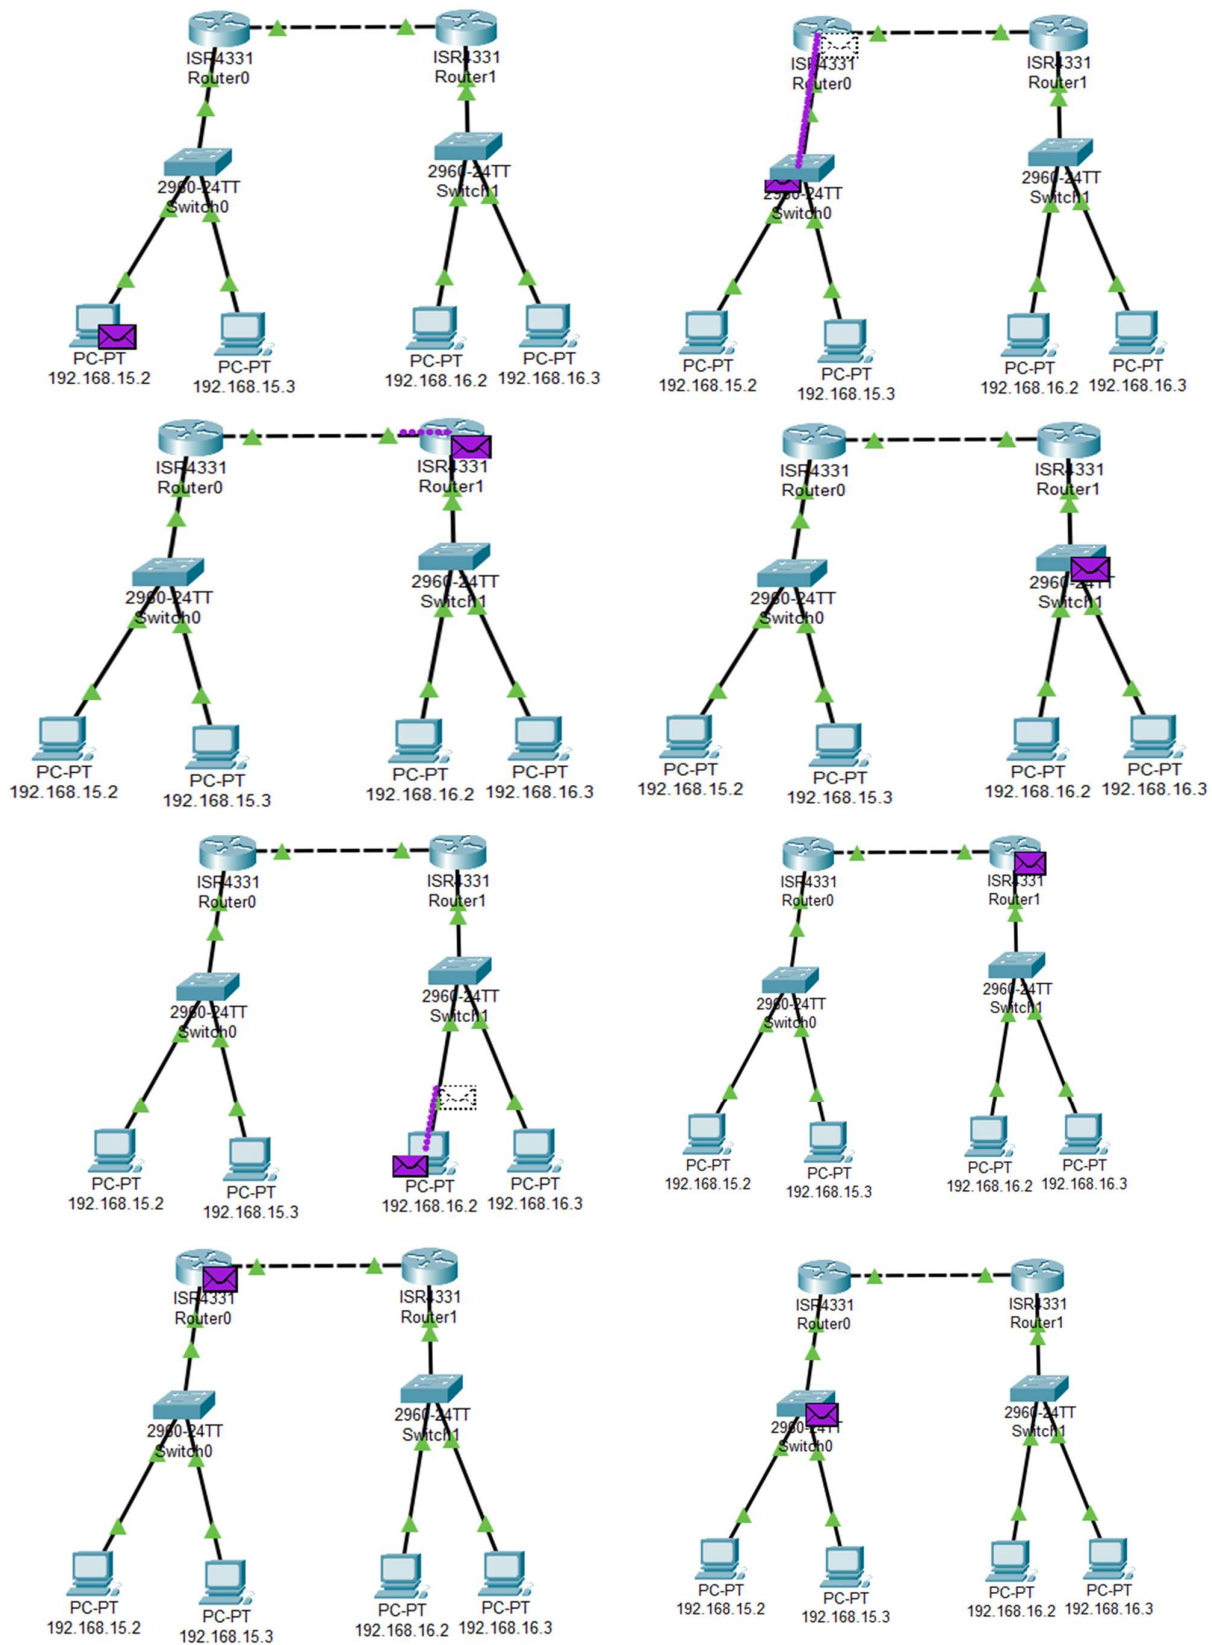 ISR4331
Router0
ISR4331
Router1
2960-24TT
Switch0
2960-24TT
Switch1
PC-PT
192.168.15.2
PC-PT
192.168.15.3
PC-PT
192.168.16.2
PC-PT
192.168.16.3
ISR4331
Router0
ISR4331
Router1
2960-24TT
Switch0
2960-24TT
Switch1
PC-PT
192.168.15.2
PC-PT
192.168.15.3
PC-PT
192.168.16.2
PC-PT
192.168.16.3
ISR4331
Router0
ISR4331
Router1
2960-24TT
Switch0
2960-24TT
Switch1
PC-PT
192.168.15.2
PC-PT
192.168.15.3
PC-PT
192.168.16.2
PC-PT
192.168.16.3
ISR4331
Router0
ISR4331
Router1
2960-24TT
Switch0
2960-24TT
Switch1
PC-PT
192.168.15.2
PC-PT
192.168.15.3
PC-PT
192.168.16.2
PC-PT
192.168.16.3
ISR4331
Router0
ISR4331
Router1
2960-24TT
Switch0
2960-24TT
Switch1
PC-PT
192.168.15.2
PC-PT
192.168.15.3
PC-PT
192.168.16.2
PC-PT
192.168.16.3
ISR4331
Router0
ISR4331
Router1
2960-24TT
Switch0
2960-24TT
Switch1
PC-PT
192.168.15.2
PC-PT
192.168.15.3
PC-PT
192.168.16.2
PC-PT
192.168.16.3
ISR4331
Router0
ISR4331
Router1
2960-24TT
Switch0
2960-24TT
Switch1
PC-PT
192.168.15.2
PC-PT
192.168.15.3
PC-PT
192.168.16.2
PC-PT
192.168.16.3
ISR4331
Router0
ISR4331
Router1
2960-24TT
Switch0
2960-24TT
Switch1
PC-PT
192.168.15.2
PC-PT
192.168.15.3
PC-PT
192.168.16.2
PC-PT
192.168.16.3